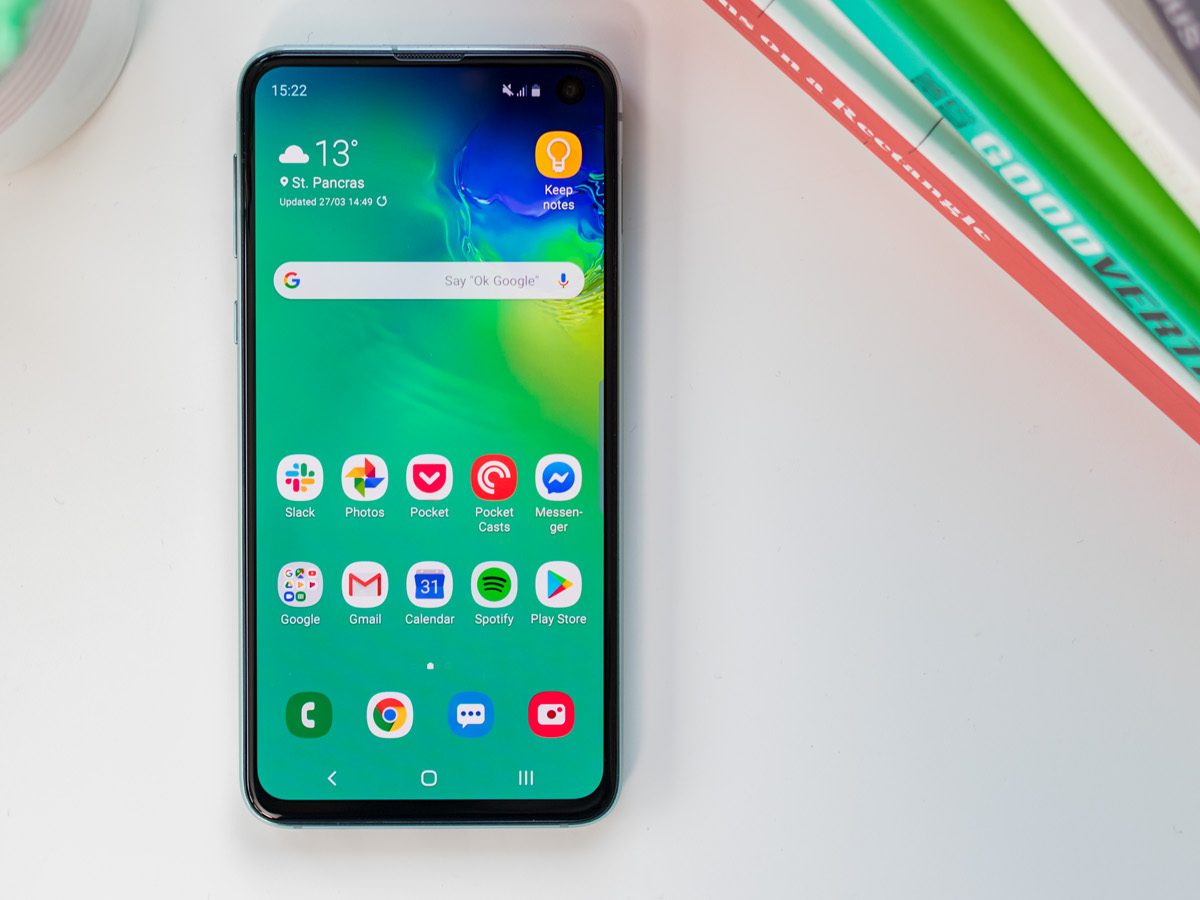 15:22
13°
St. Pancras
Updated 27/03 14:49
Keep
notes
G
Say "Ok Google"
Slack
Photos
Pocket
Pocket
Casts
Messen-
ger
31
Google
Gmail
Calendar
Spotify
Play Store
on a Rectangle